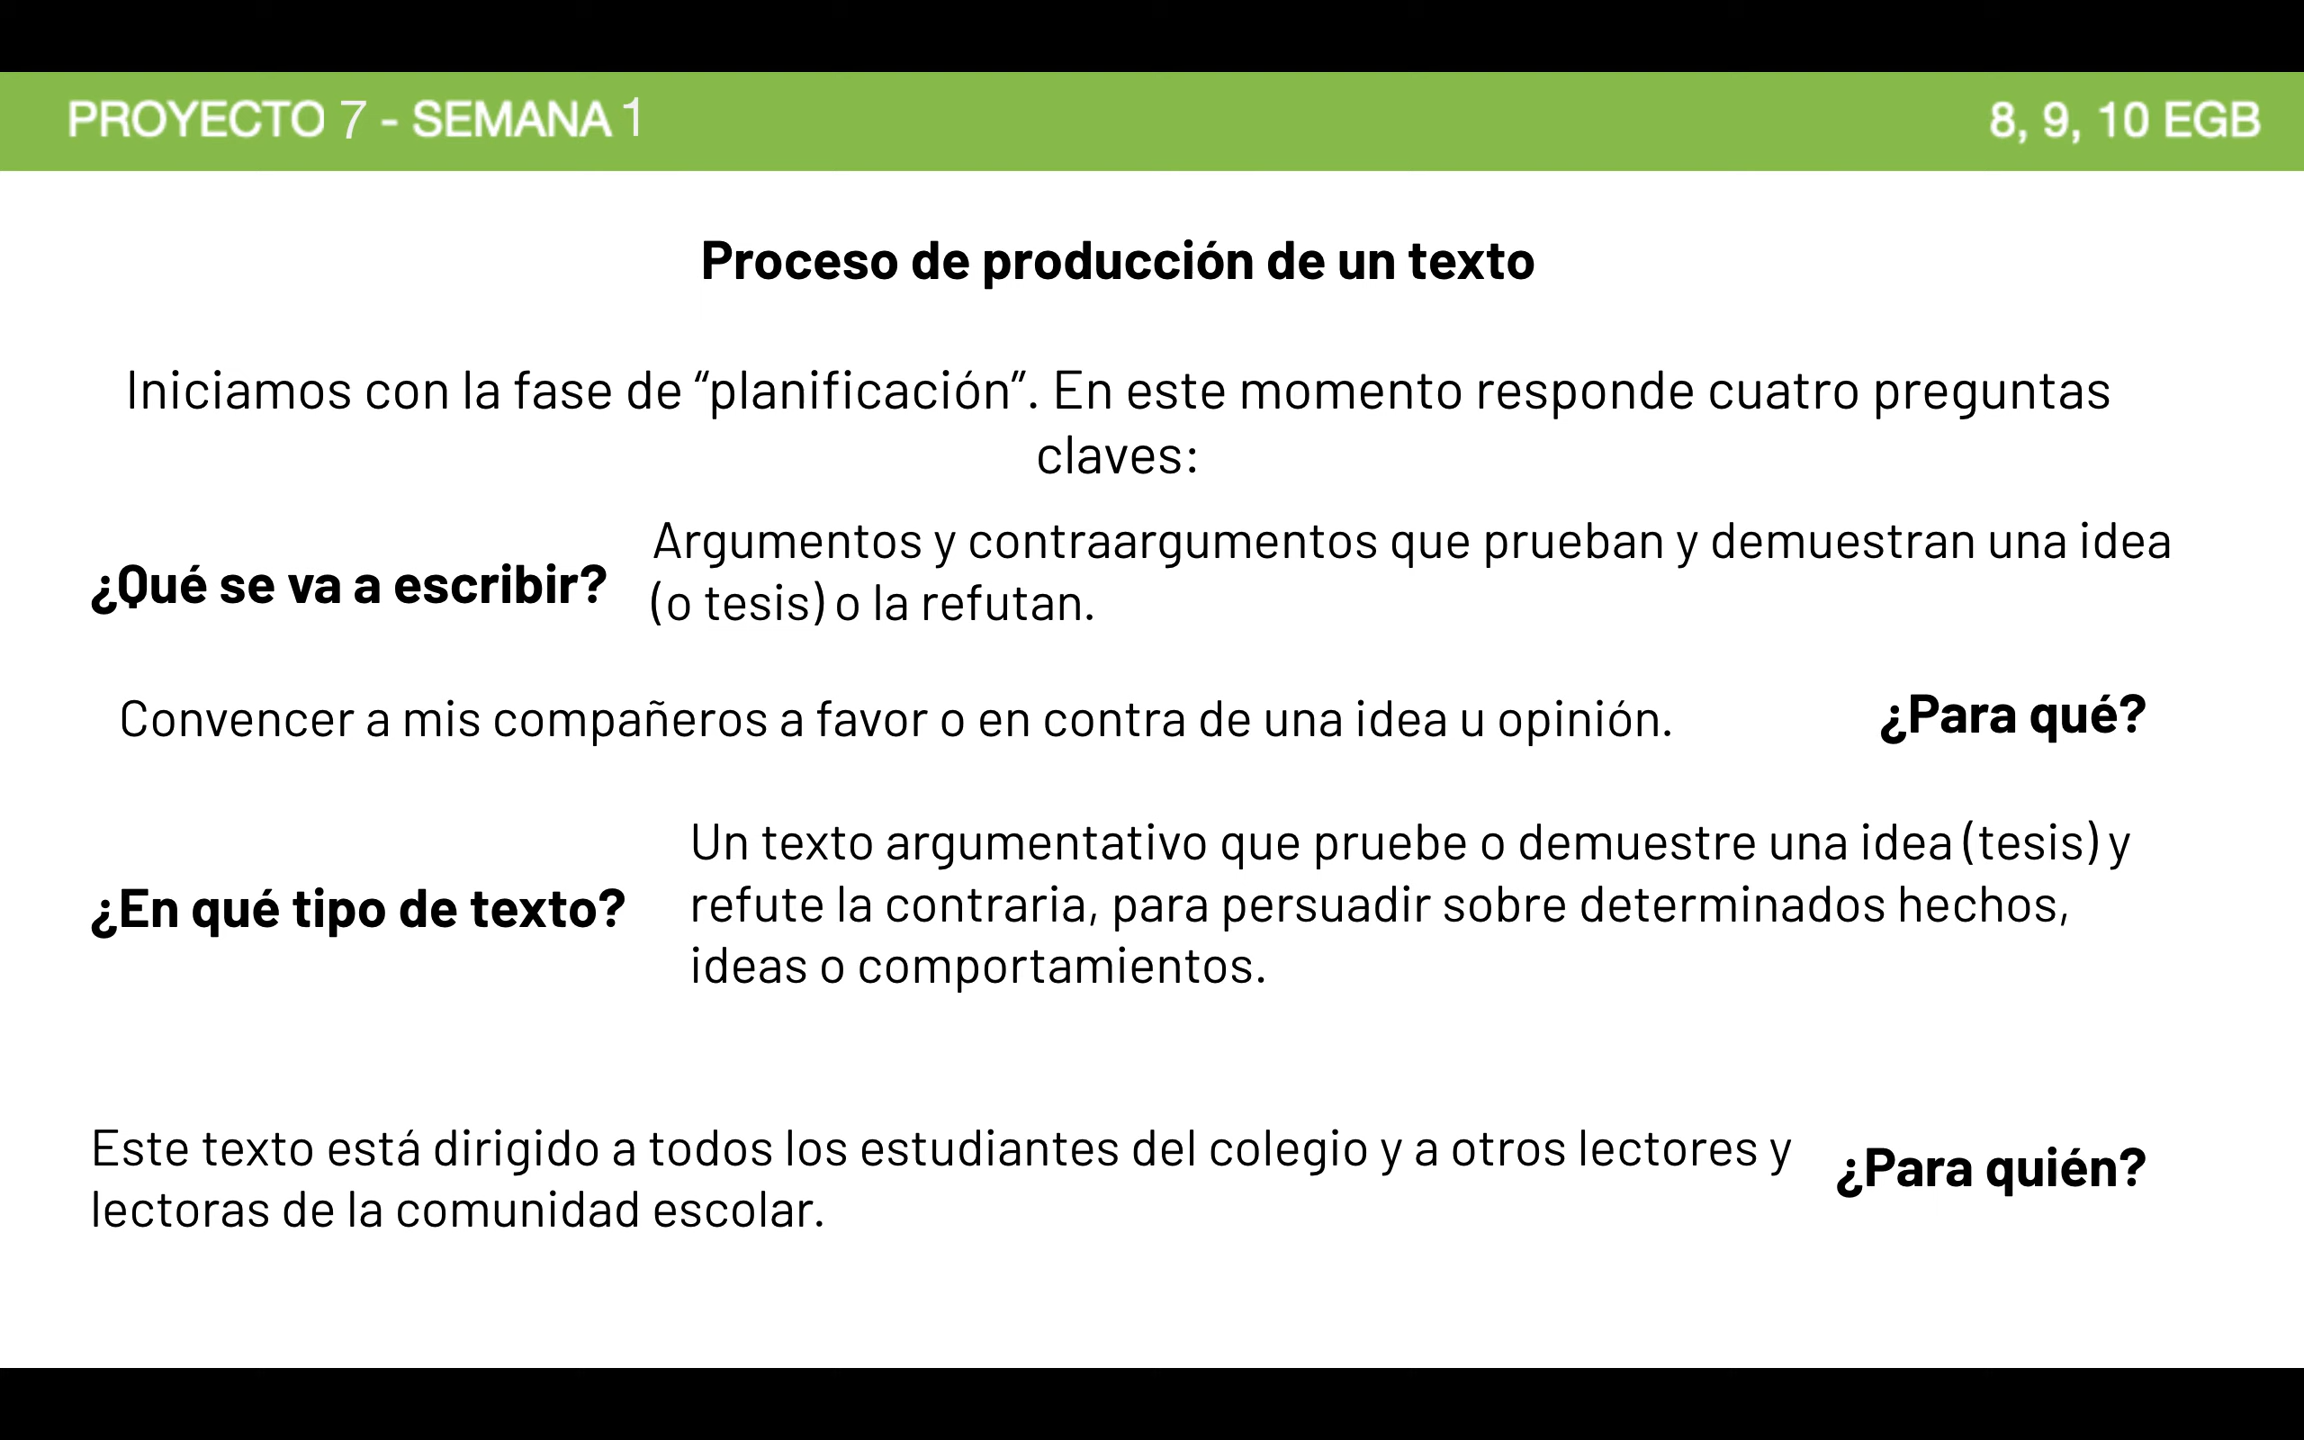 PROYECTO 7 - SEMANA 1
8, 9, 10 EGB
Proceso de producción de un texto
Iniciamos con la fase de “planificación”. En este momento responde cuatro preguntas
claves:
¿Qué se va a escribir?
Argumentos y contraargumentos que prueban y demuestran una idea
(o tesis) o la refutan.
Convencer a mis compañeros a favor o en contra de una idea u opinión.
¿Para qué?
¿En qué tipo de texto?
Un texto argumentativo que pruebe o demuestre una idea (tesis) y
refute la contraria, para persuadir sobre determinados hechos,
ideas o comportamientos.
Este texto está dirigido a todos los estudiantes del colegio y a otros lectores y
lectoras de la comunidad escolar.
¿Para quién?